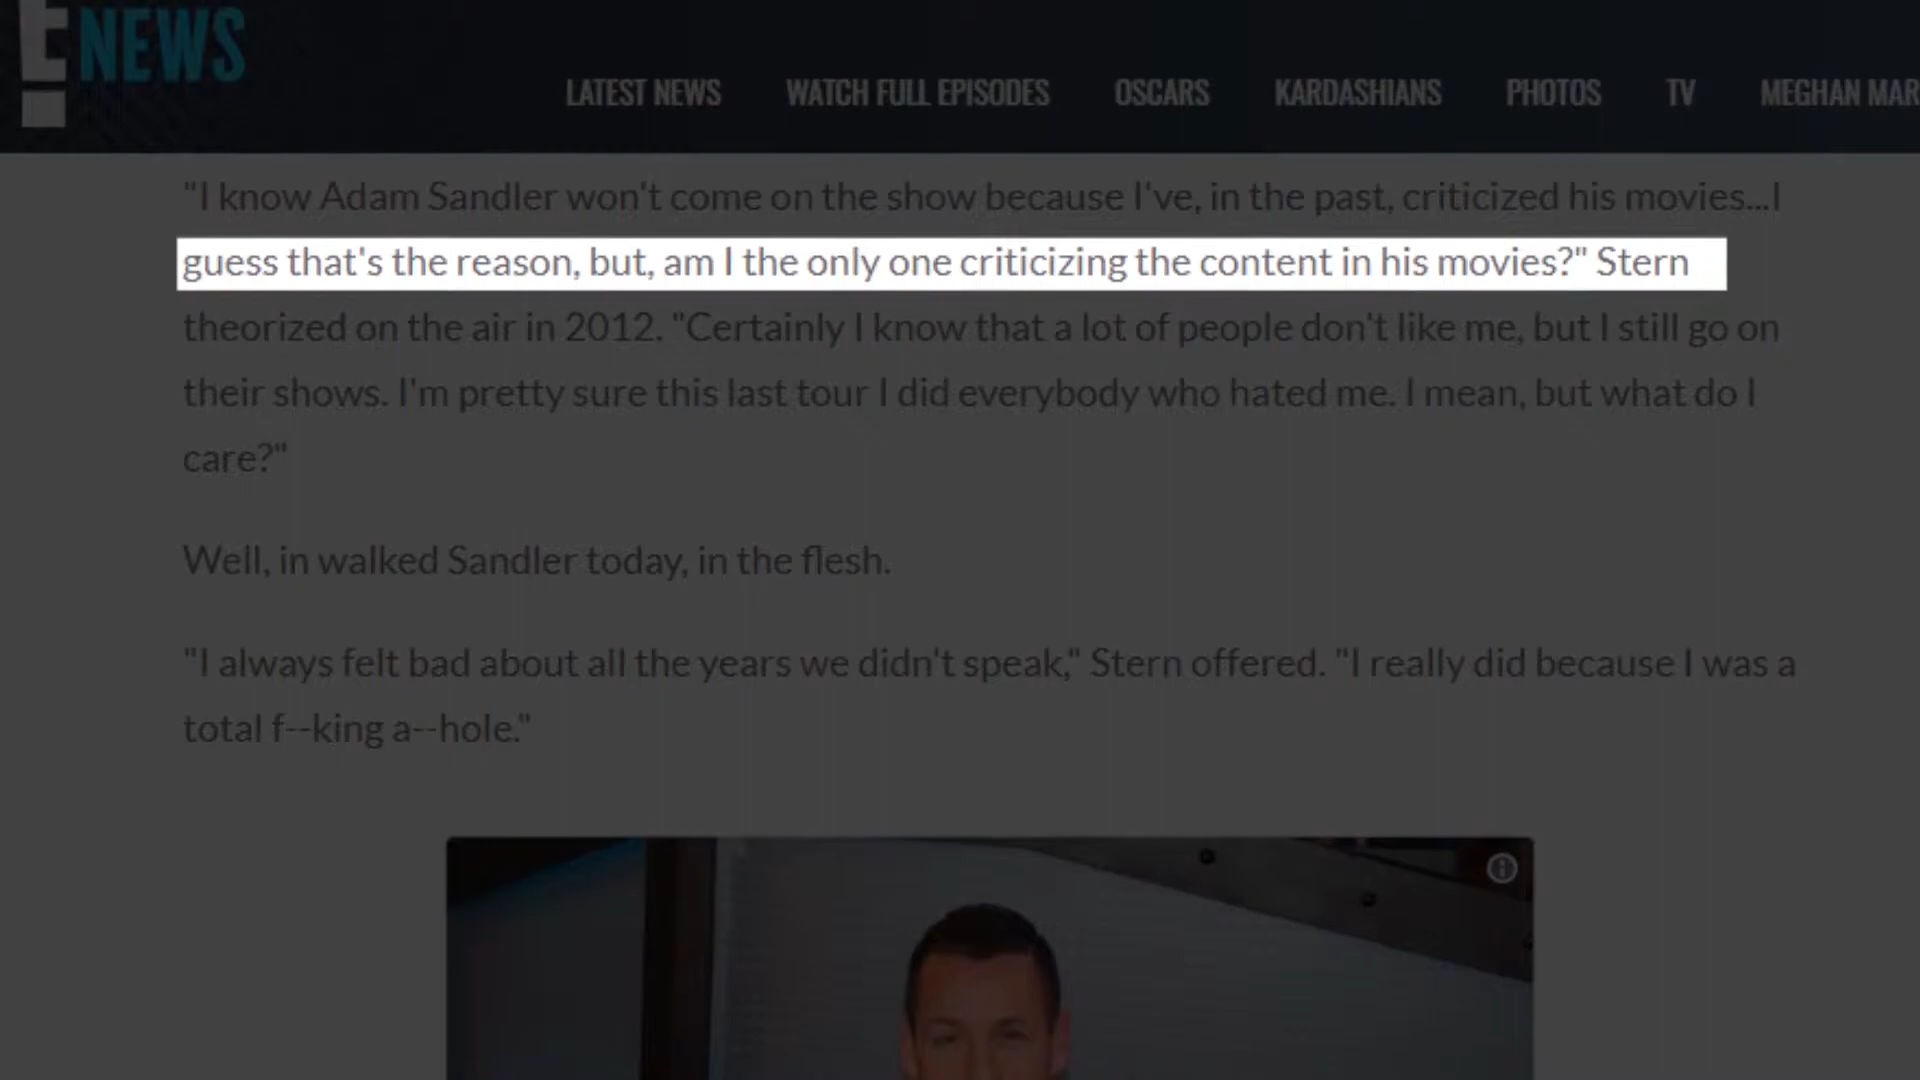 E! NEWS
LATEST NEWS WATCH FULL EPISODES OSCARS KARDASHIANS PHOTOS TV MEGHAN MAR
"I know Adam Sandler won't come on the show because I've, in the past, criticized his movies...I
guess that's the reason, but, am I the only one criticizing the content in his movies?" Stern
theorized on the air in 2012. "Certainly I know that a lot of people don't like me, but I still go on
their shows. I'm pretty sure this last tour I did everybody who hated me. I mean, but what do I
care?"
Well, in walked Sandler today, in the flesh.
"I always felt bad about all the years we didn't speak," Stern offered. "I really did because I was a
total f--king a--hole."